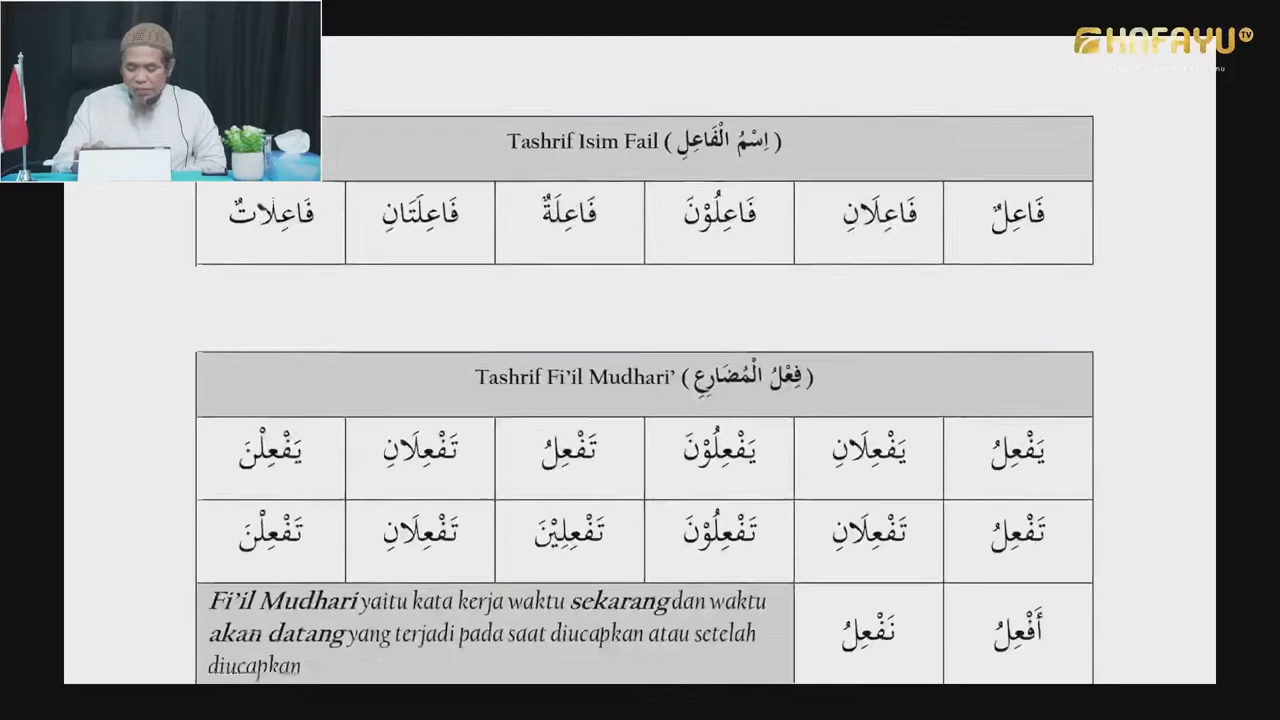 KHAFAYU TV
Tashrif Isim Fail ( اِسْمُ الْفَاعِلِ )
فَاعِلٌ فَاعِلَانِ فَاعِلُوْنَ فَاعِلَةٌ فَاعِلَتَانِ فَاعِلَاتٌ
Tashrif Fi’il Mudhari’ ( فِعْلُ الْمُضَارِعِ )
يَفْعِلُ يَفْعِلَانِ يَفْعِلُوْنَ تَفْعِلُ تَفْعِلَانِ يَفْعِلْنَ
تَفْعِلُ تَفْعِلَانِ تَفْعِلُوْنَ تَفْعِلِيْنَ تَفْعِلَانِ تَفْعِلْنَ
أَفْعِلُ نَفْعِلُ
Fi’il Mudhari yaitu kata kerja waktu sekarang dan waktu
akan datang yang terjadi pada saat diucapkan atau setelah
diucapkan